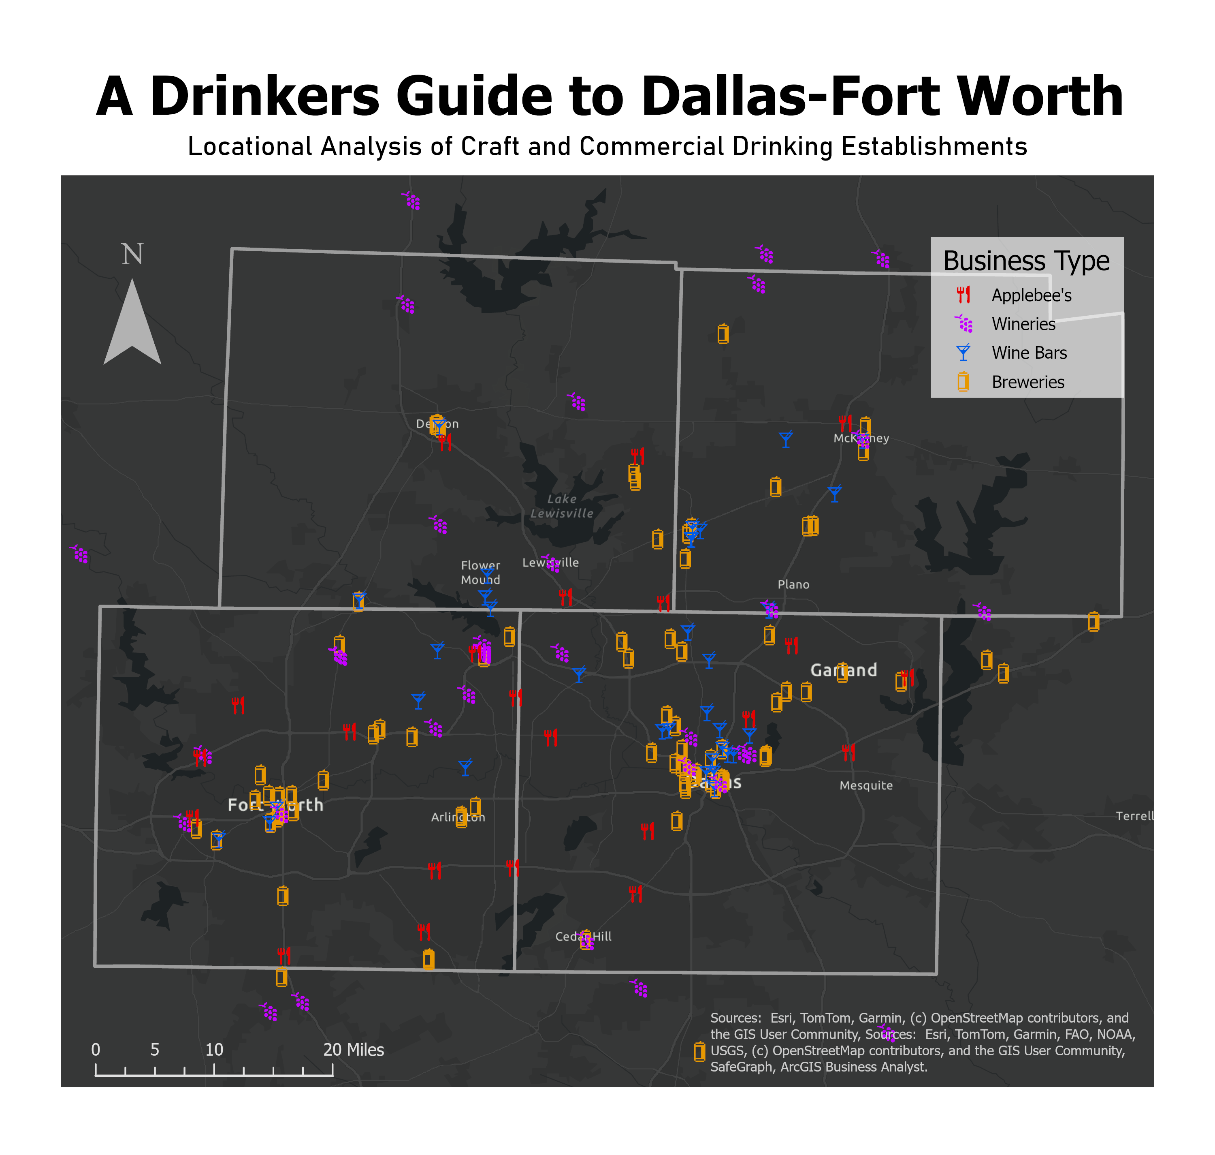 A Drinkers Guide to Dallas-Fort Worth
Locational Analysis of Craft and Commercial Drinking Establishments
N
Business Type
Applebee's
Wineries
Wine Bars
Breweries
Denton
McKinney
Lake
Lewisville
Flower
Mound
Lewisville
Plano
Garland
Dallas
Mesquite
Fort Worth
Arlington
Terrell
Cedar Hill
Sources: Esri, TomTom, Garmin, (c) OpenStreetMap contributors, and
the GIS User Community, Sources: Esri, TomTom, Garmin, FAO, NOAA,
USGS, (c) OpenStreetMap contributors, and the GIS User Community,
SafeGraph, ArcGIS Business Analyst.
0 5 10 20 Miles